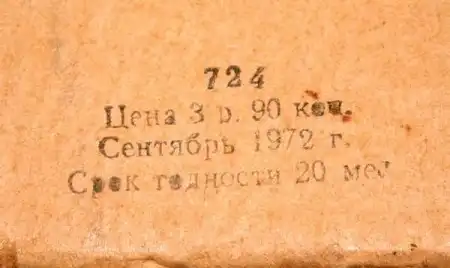 724
Цена 3 р. 90 коп.
Сентябрь 1972 г.
Срок годности 20 мес